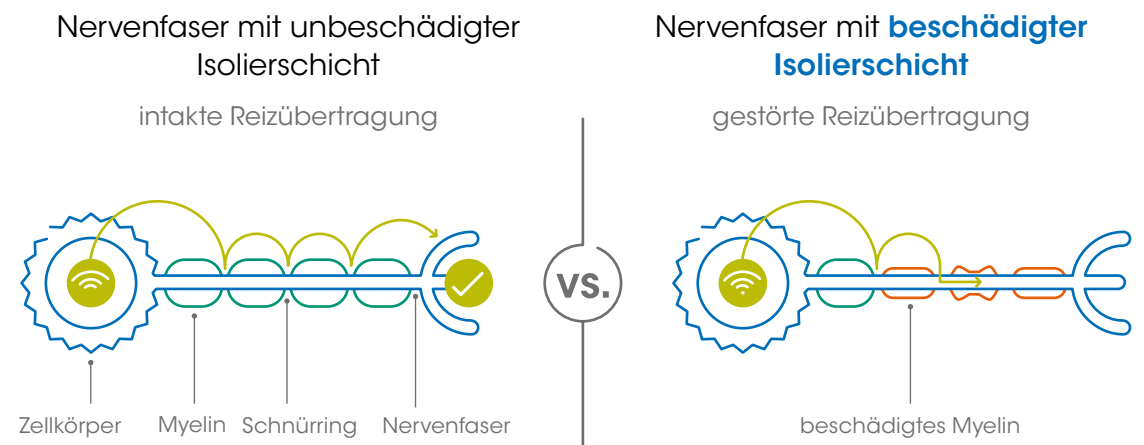 Nervenfaser mit unbeschädigter
Isolierschicht
intakte Reizübertragung
Zellkörper
Myelin
Schnürring
Nervenfaser
vs.
Nervenfaser mit beschädigter
Isolierschicht
gestörte Reizübertragung
beschädigtes Myelin